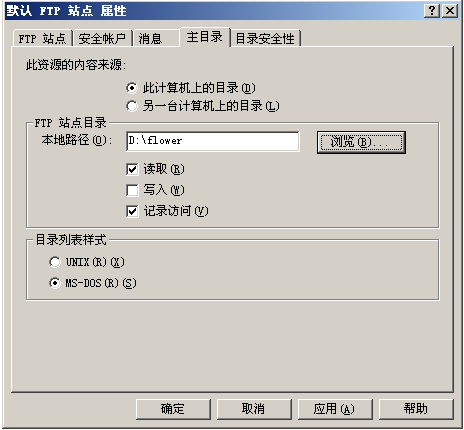 默认 FTP 站点 属性
FTP 站点 安全帐户 消息 主目录 目录安全性
此资源的内容来源:
此计算机上的目录(D)
另一台计算机上的目录(L)
FTP 站点目录
本地路径(O): D:\flower 浏览(B)...
读取(R)
写入(W)
记录访问(V)
目录列表样式
UNIX(R)(X)
MS-DOS(R)(S)
确定 取消 应用(A) 帮助